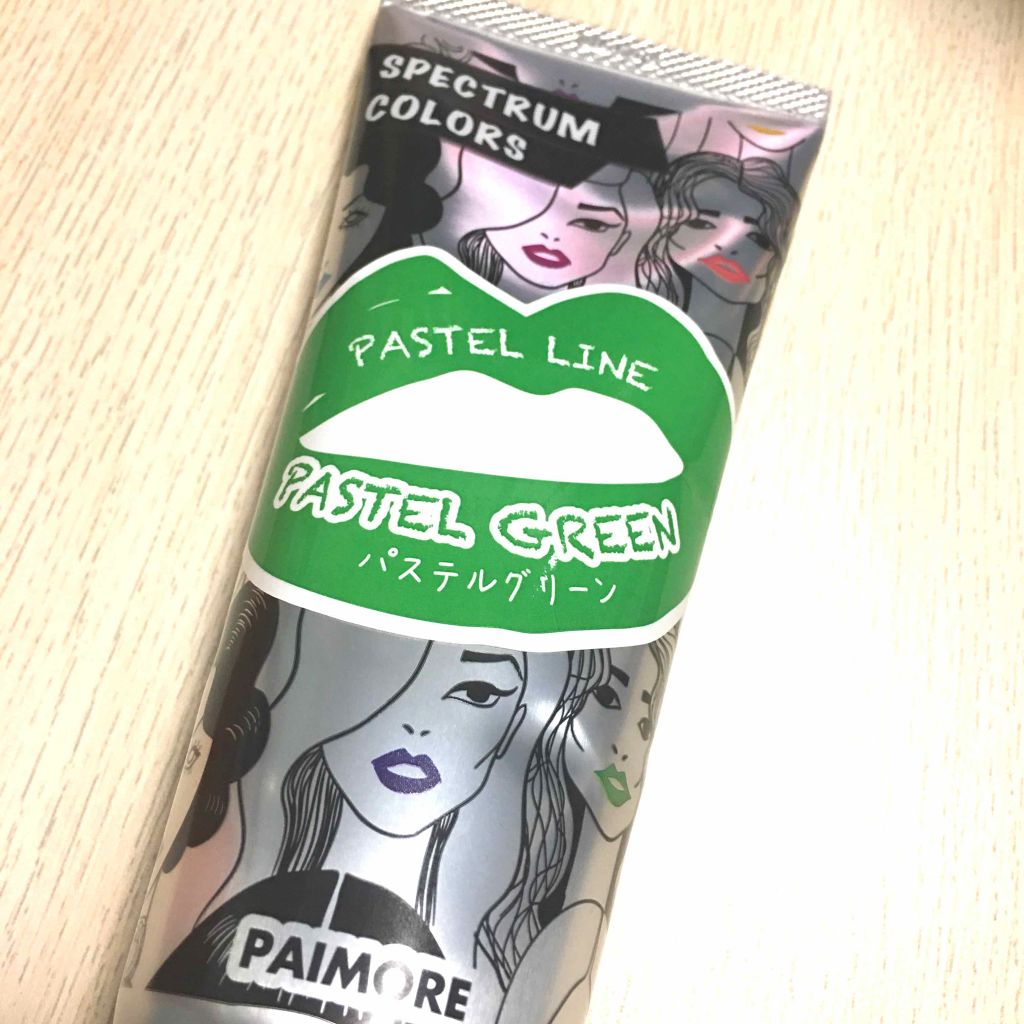 SPECTRUM
COLORS
PASTEL LINE
PASTEL GREEN
パステルグリーン
PAIMORE